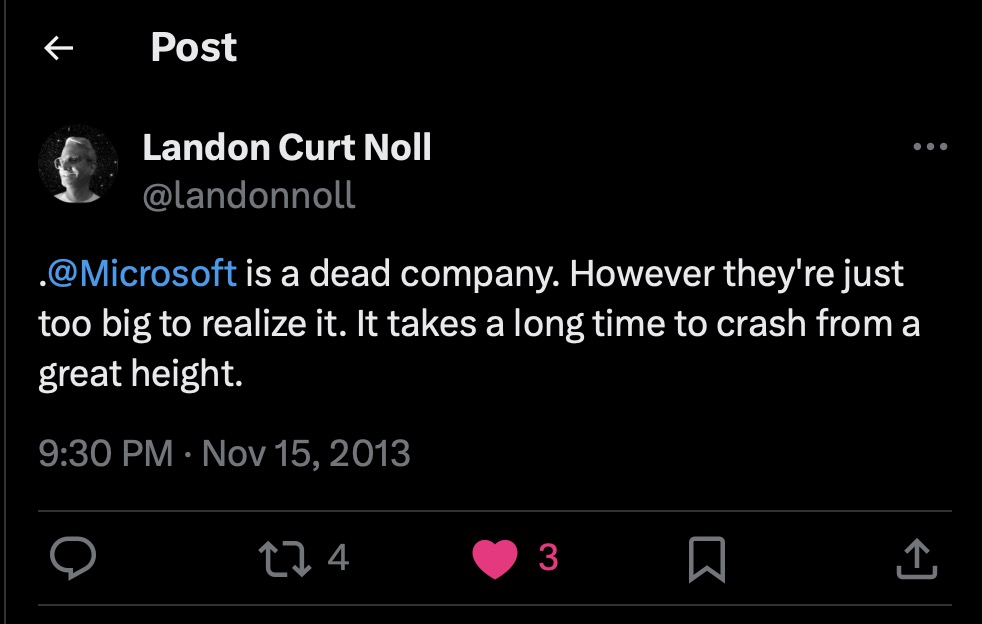 Post
Landon Curt Noll
@landonnoll
.@Microsoft is a dead company. However they're just
too big to realize it. It takes a long time to crash from a
great height.
9:30 PM · Nov 15, 2013
4 3